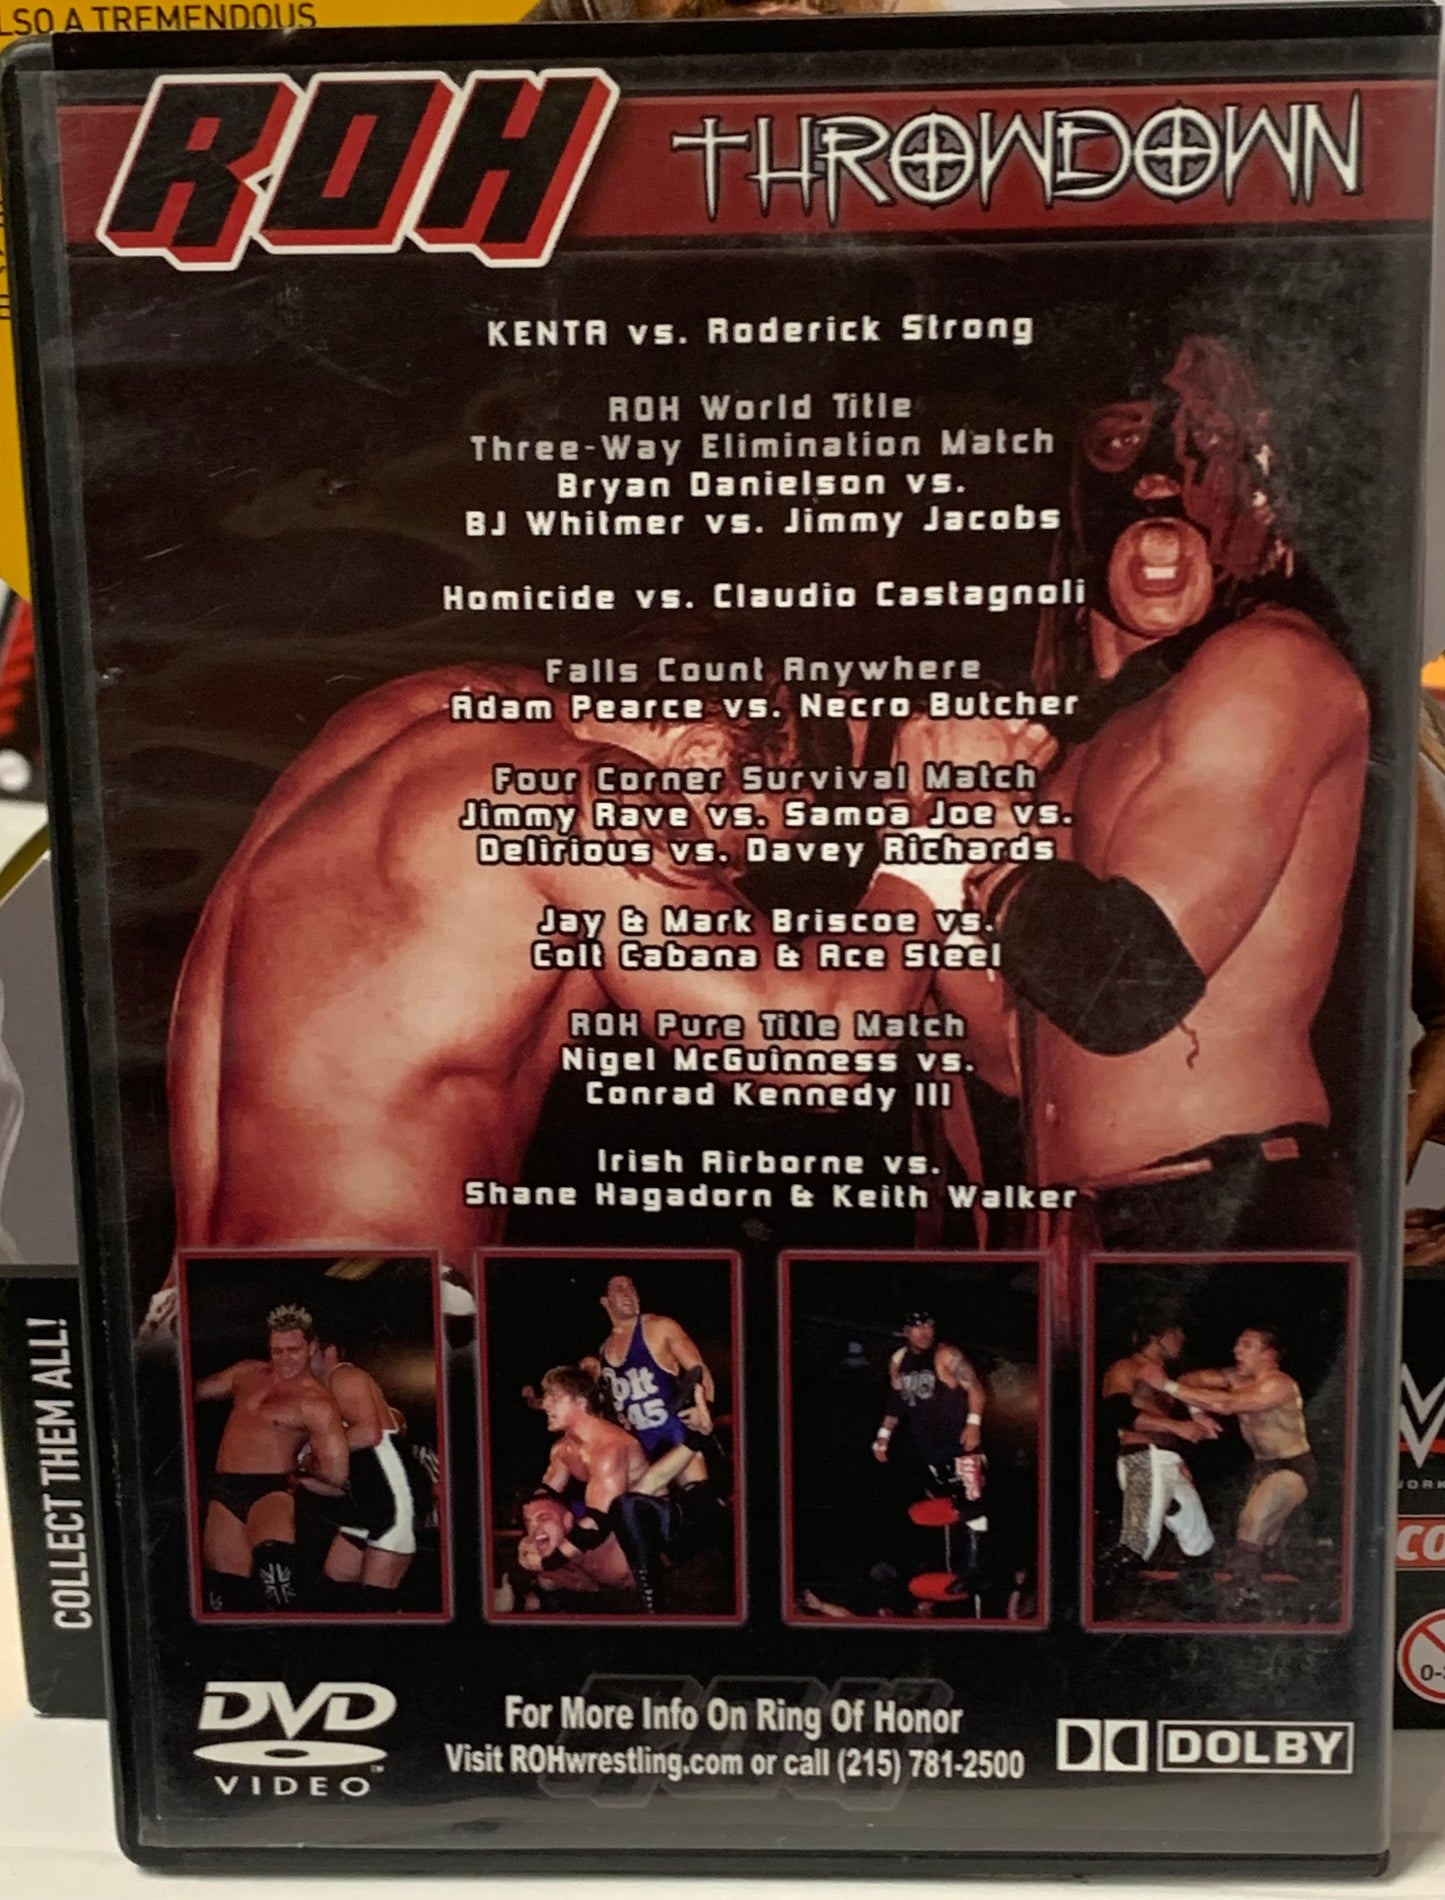 LSO A TREMENDOUS
ROH THROWDOWN
KENTA vs. Roderick Strong
ROH World Title
Three-Way Elimination Match
Bryan Danielson vs.
BJ Whitmer vs. Jimmy Jacobs
Homicide vs. Claudio Castagnoli
Falls Count Anywhere
Adam Pearce vs. Necro Butcher
Four Corner Survival Match
Jimmy Rave vs. Samoa Joe vs.
Delirious vs. Davey Richards
Jay & Mark Briscoe vs.
Colt Cabana & Ace Steel
ROH Pure Title Match
Nigel McGuinness vs.
Conrad Kennedy III
Irish Airborne vs.
Shane Hagadorn & Keith Walker
COLLECT THEM ALL!
DVD
VIDEO
For More Info On Ring Of Honor
Visit ROHwrestling.com or call (215) 781-2500
DOLBY